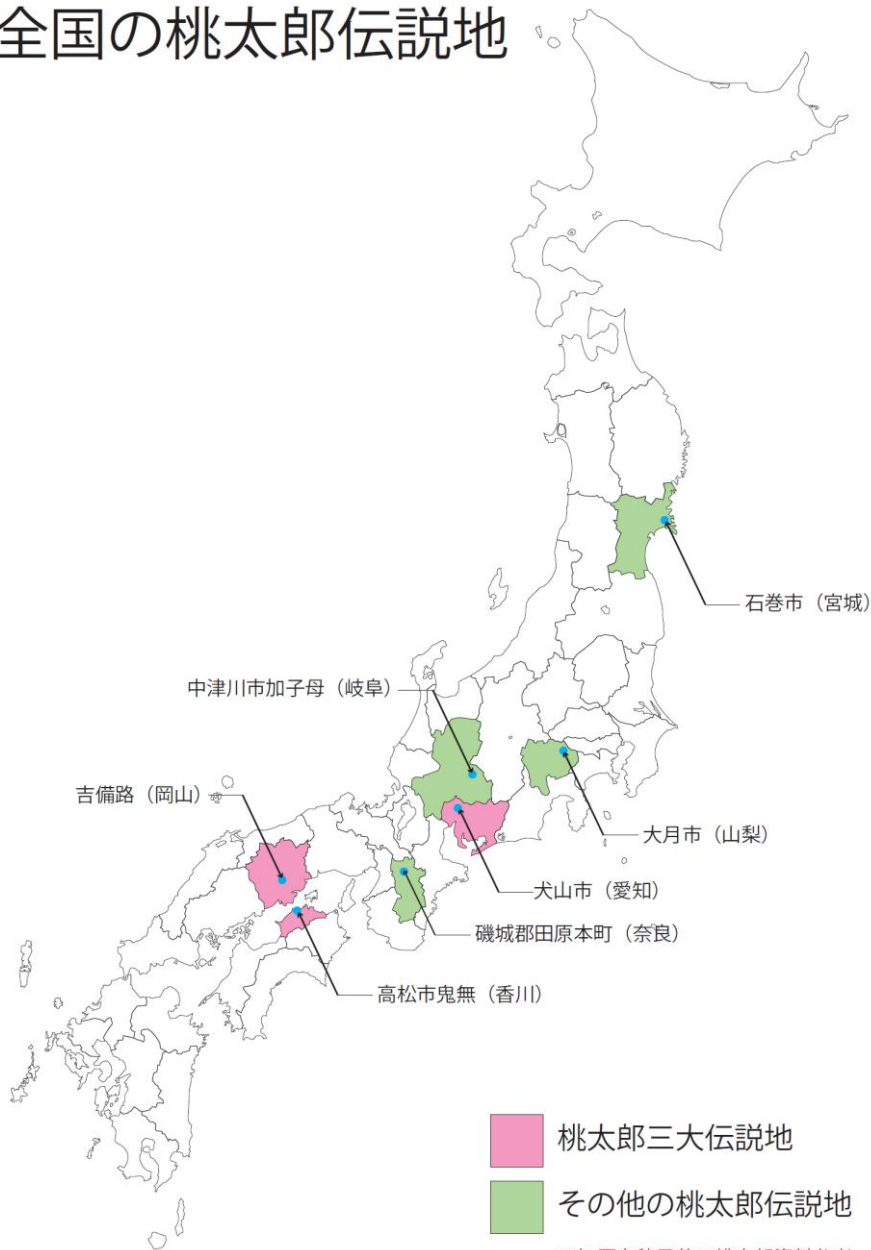 全国の桃太郎伝説地
石巻市（宮城）
中津川市加子母（岐阜）
吉備路（岡山）
大月市（山梨）
犬山市（愛知）
磯城郡田原本町（奈良）
高松市鬼無（香川）
桃太郎三大伝説地
その他の桃太郎伝説地